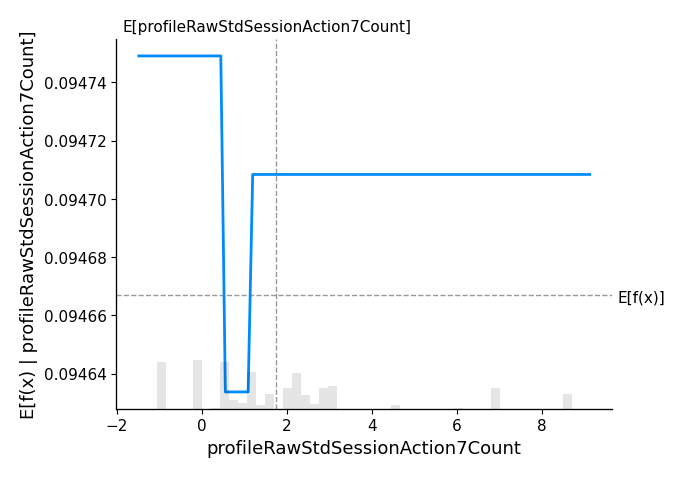 E[profileRawStdSessionAction7Count]
E[f(x) | profileRawStdSessionAction7Count]
0.09474
0.09472
0.09470
0.09468
0.09466
0.09464
E[f(x)]
−2 0 2 4 6 8
profileRawStdSessionAction7Count